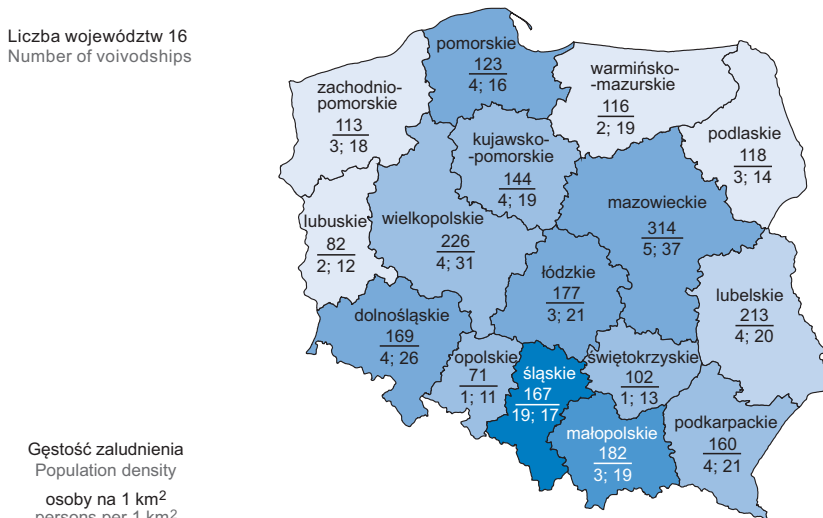 Liczba województw 16
Number of voivodships
pomorskie
123
4; 16
warmińsko-
-mazurskie
116
2; 19
zachodnio-
pomorskie
113
3; 18
podlaskie
118
3; 14
kujawsko-
-pomorskie
144
4; 19
mazowieckie
314
5; 37
lubuskie
82
2; 12
wielkopolskie
226
4; 31
łódzkie
177
3; 21
lubelskie
213
4; 20
dolnośląskie
169
4; 26
opolskie
71
1; 11
śląskie
167
19; 17
świętokrzyskie
102
1; 13
małopolskie
182
3; 19
podkarpackie
160
4; 21
Gęstość zaludnienia
Population density
osoby na 1 km²
persons per 1 km²